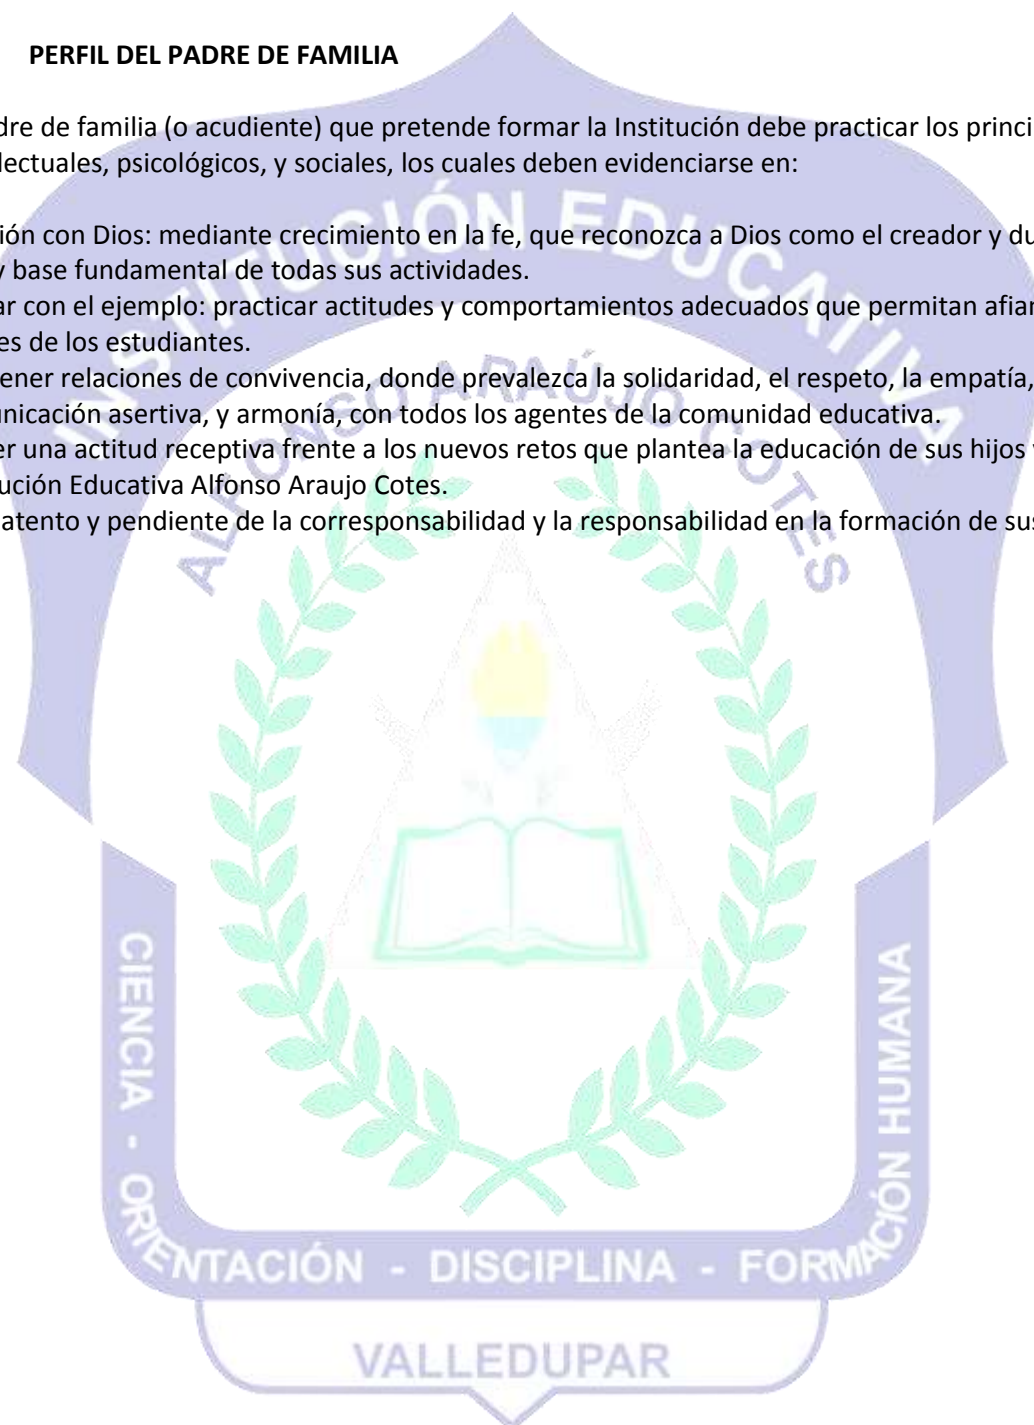 PERFIL DEL PADRE DE FAMILIA
dre de familia (o acudiente) que pretende formar la Institución debe practicar los princi
lectuales, psicológicos, y sociales, los cuales deben evidenciarse en:
ión con Dios: mediante crecimiento en la fe, que reconozca a Dios como el creador y du
y base fundamental de todas sus actividades.
ar con el ejemplo: practicar actitudes y comportamientos adecuados que permitan afian
es de los estudiantes.
tener relaciones de convivencia, donde prevalezca la solidaridad, el respeto, la empatía,
unicación asertiva, y armonía, con todos los agentes de la comunidad educativa.
er una actitud receptiva frente a los nuevos retos que plantea la educación de sus hijos
ución Educativa Alfonso Araujo Cotes.
atento y pendiente de la corresponsabilidad y la responsabilidad en la formación de sus
INSTITUCIÓN EDUCATIVA
ALFONSO ARAÚJO COTES
CIENCIA - ORIENTACIÓN - DISCIPLINA - FORMACIÓN HUMANA
VALLEDUPAR